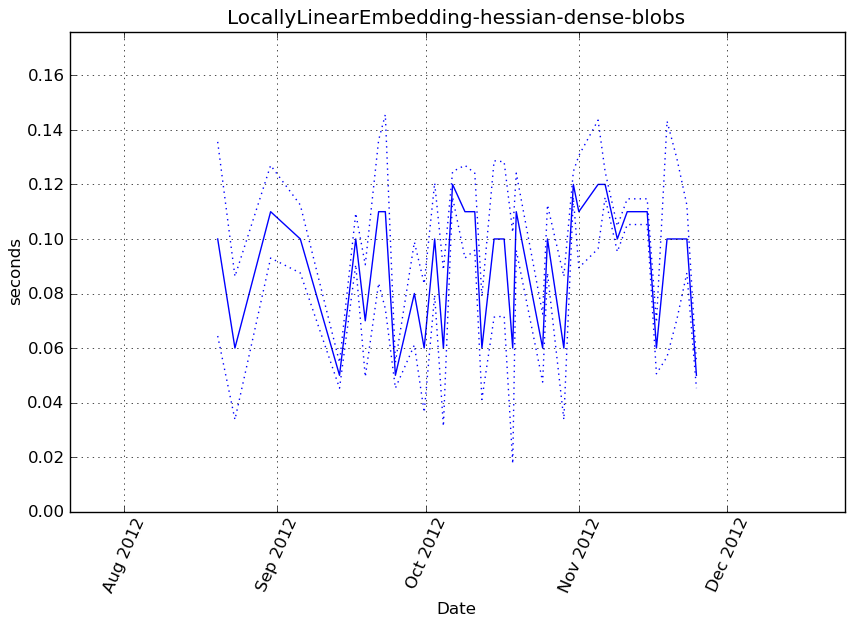 LocallyLinearEmbedding-hessian-dense-blobs
0.16
0.14
0.12
0.10
0.08
0.06
0.04
0.02
0.00
seconds
Aug 2012
Sep 2012
Oct 2012
Nov 2012
Dec 2012
Date